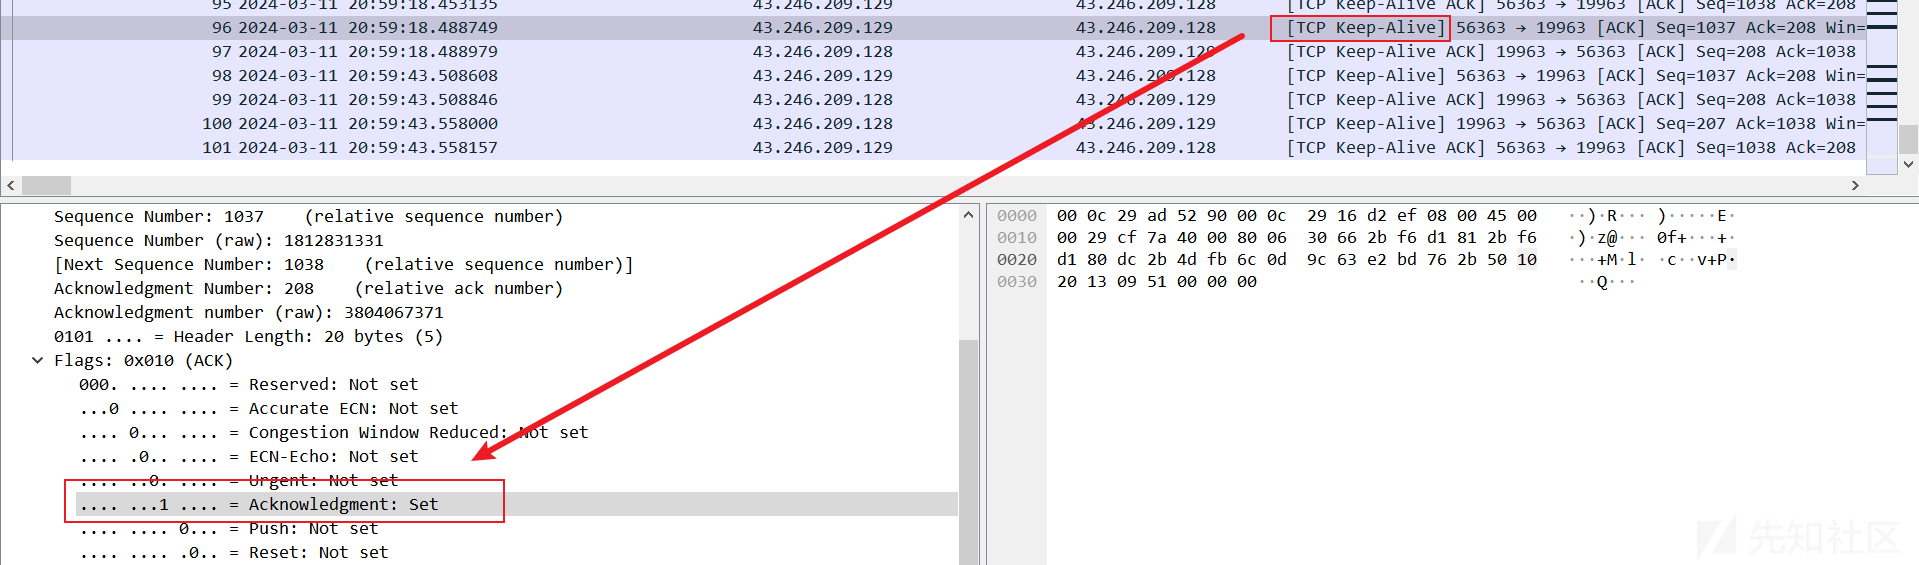 95 2024-03-11 20:59:18.453135 43.246.209.129 43.246.209.128 [TCP Keep-Alive ACK] 56363 → 19963 [ACK] Seq=1038 Ack=208
96 2024-03-11 20:59:18.488749 43.246.209.129 43.246.209.128 [TCP Keep-Alive] 56363 → 19963 [ACK] Seq=1037 Ack=208 Win=
97 2024-03-11 20:59:18.488979 43.246.209.128 43.246.209.129 [TCP Keep-Alive ACK] 19963 → 56363 [ACK] Seq=208 Ack=1038
98 2024-03-11 20:59:43.508608 43.246.209.129 43.246.209.128 [TCP Keep-Alive] 56363 → 19963 [ACK] Seq=1037 Ack=208 Win=
99 2024-03-11 20:59:43.508846 43.246.209.128 43.246.209.129 [TCP Keep-Alive ACK] 19963 → 56363 [ACK] Seq=208 Ack=1038
100 2024-03-11 20:59:43.558000 43.246.209.128 43.246.209.129 [TCP Keep-Alive] 19963 → 56363 [ACK] Seq=207 Ack=1038 Win=
101 2024-03-11 20:59:43.558157 43.246.209.129 43.246.209.128 [TCP Keep-Alive ACK] 56363 → 19963 [ACK] Seq=1038 Ack=208
Sequence Number: 1037 (relative sequence number)
Sequence Number (raw): 1812831331
[Next Sequence Number: 1038 (relative sequence number)]
Acknowledgment Number: 208 (relative ack number)
Acknowledgment number (raw): 3804067371
0101 .... = Header Length: 20 bytes (5)
Flags: 0x010 (ACK)
000. .... .... = Reserved: Not set
...0 .... .... = Accurate ECN: Not set
.... 0... .... = Congestion Window Reduced: Not set
.... .0.. .... = ECN-Echo: Not set
.... ..0. .... = Urgent: Not set
.... ...1 .... = Acknowledgment: Set
.... .... 0... = Push: Not set
.... .... .0.. = Reset: Not set
0000 00 0c 29 ad 52 90 00 0c 29 16 d2 ef 08 00 45 00 ··)·R··· )·····E·
0010 00 29 cf 7a 40 00 80 06 30 66 2b f6 d1 81 2b f6 ·)·z@··· 0f+···+·
0020 d1 80 dc 2b 4d fb 6c 0d 9c 63 e2 bd 76 2b 50 10 ···+M·l· ·c··v+P·
0030 20 13 09 51 00 00 00 ··Q···
先知社区